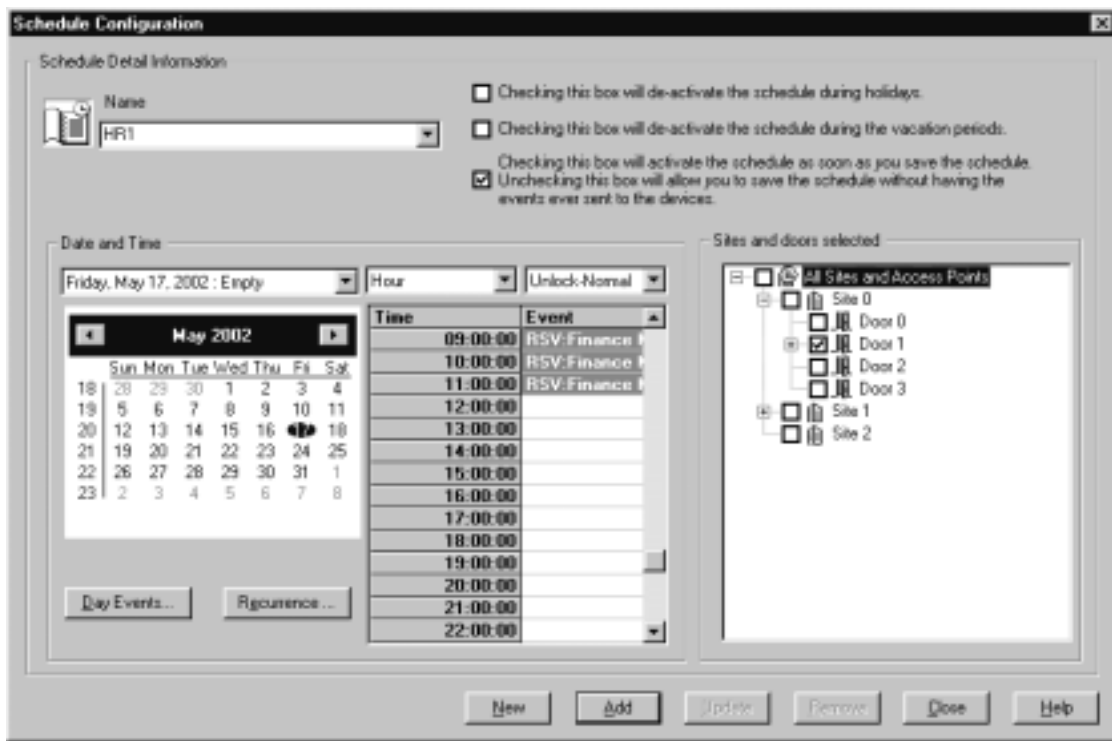 Schedule Configuration
Schedule Detail Information
Name
HR1
Checking this box will de-activate the schedule during holidays.
Checking this box will de-activate the schedule during the vacation periods.
Checking this box will activate the schedule as soon as you save the schedule.
Unchecking this box will allow you to save the schedule without having the
events ever sent to the devices.
Date and Time
Friday, May 17, 2002 : Empty
Hour
Unlock-Normal
May 2002
Sun Mon Tue Wed Thu Fri Sat
18 28 29 30 1 2 3 4
19 5 6 7 8 9 10 11
20 12 13 14 15 16 17 18
21 19 20 21 22 23 24 25
22 26 27 28 29 30 31 1
23 2 3 4 5 6 7 8
Day Events...
Recurrence ...
Time Event
09:00:00 RSV:Finance
10:00:00 RSV:Finance
11:00:00 RSV:Finance
12:00:00
13:00:00
14:00:00
15:00:00
16:00:00
17:00:00
18:00:00
19:00:00
20:00:00
21:00:00
22:00:00
Sites and doors selected
All Sites and Access Points
Site 0
Door 0
Door 1
Door 2
Door 3
Site 1
Site 2
New
Add
Update
Remove
Close
Help